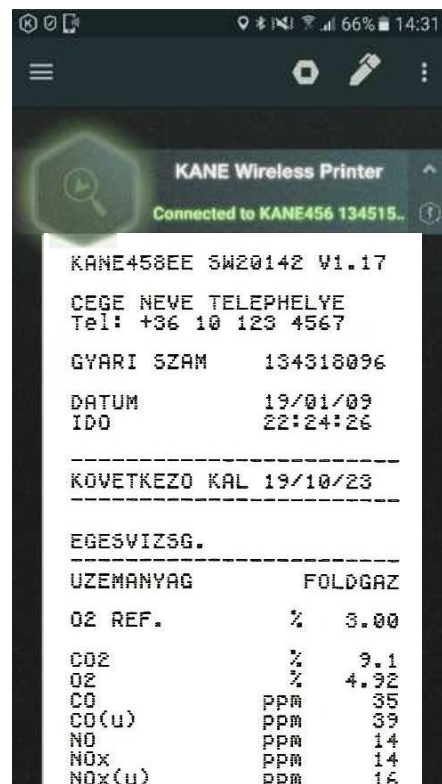 66% 14:31
KANE Wireless Printer
Connected to KANE456 134515..
KANE458EE SW20142 V1.17
CEGE NEVE TELEPHELYE
Tel: +36 10 123 4567
GYARI SZAM 134318096
DATUM 19/01/09
IDO 22:24:26
KOVETKEZO KAL 19/10/23
EGESVIZSG.
UZEMANYAG FOLDGAZ
O2 REF. % 3.00
CO2 % 9.1
O2 % 4.92
CO PPM 35
CO(u) PPM 39
NO PPM 14
NOx PPM 14
NOx(u) PPM 16